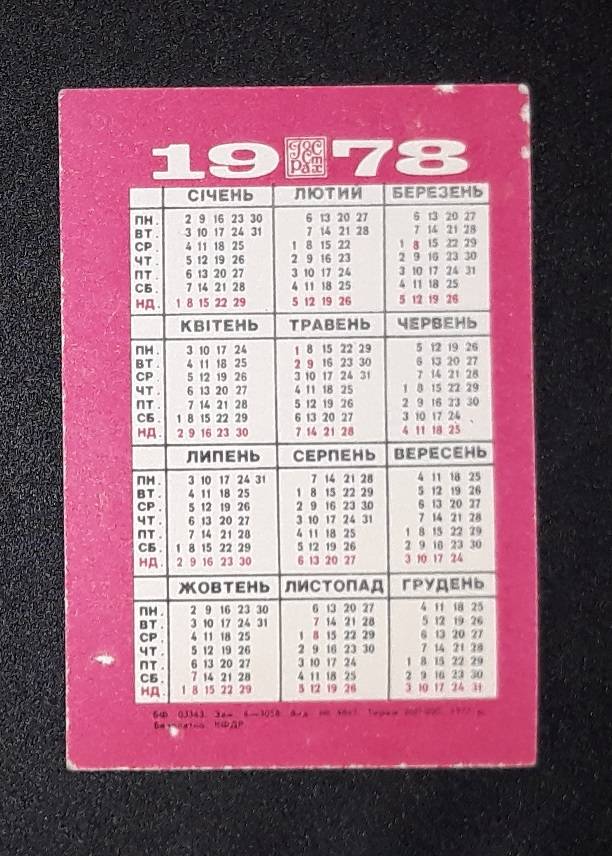 1978
ГОССТРАХ
СІЧЕНЬ ЛЮТИЙ БЕРЕЗЕНЬ
ПН. 2 9 16 23 30 6 13 20 27 6 13 20 27
ВТ. 3 10 17 24 31 7 14 21 28 7 14 21 28
СР. 4 11 18 25 1 8 15 22 1 8 15 22 29
ЧТ. 5 12 19 26 2 9 16 23 2 9 16 23 30
ПТ. 6 13 20 27 3 10 17 24 3 10 17 24 31
СБ. 7 14 21 28 4 11 18 25 4 11 18 25
НД. 1 8 15 22 29 5 12 19 26 5 12 19 26
КВІТЕНЬ ТРАВЕНЬ ЧЕРВЕНЬ
ПН. 3 10 17 24 1 8 15 22 29 5 12 19 26
ВТ. 4 11 18 25 2 9 16 23 30 6 13 20 27
СР. 5 12 19 26 3 10 17 24 31 7 14 21 28
ЧТ. 6 13 20 27 4 11 18 25 1 8 15 22 29
ПТ. 7 14 21 28 5 12 19 26 2 9 16 23 30
СБ. 1 8 15 22 29 6 13 20 27 3 10 17 24
НД. 2 9 16 23 30 7 14 21 28 4 11 18 25
ЛИПЕНЬ СЕРПЕНЬ ВЕРЕСЕНЬ
ПН. 3 10 17 24 31 7 14 21 28 4 11 18 25
ВТ. 4 11 18 25 1 8 15 22 29 5 12 19 26
СР. 5 12 19 26 2 9 16 23 30 6 13 20 27
ЧТ. 6 13 20 27 3 10 17 24 31 7 14 21 28
ПТ. 7 14 21 28 4 11 18 25 1 8 15 22 29
СБ. 1 8 15 22 29 5 12 19 26 2 9 16 23 30
НД. 2 9 16 23 30 6 13 20 27 3 10 17 24
ЖОВТЕНЬ ЛИСТОПАД ГРУДЕНЬ
ПН. 2 9 16 23 30 6 13 20 27 4 11 18 25
ВТ. 3 10 17 24 31 7 14 21 28 5 12 19 26
СР. 4 11 18 25 1 8 15 22 29 6 13 20 27
ЧТ. 5 12 19 26 2 9 16 23 30 7 14 21 28
ПТ. 6 13 20 27 3 10 17 24 1 8 15 22 29
СБ. 7 14 21 28 4 11 18 25 2 9 16 23 30
НД. 1 8 15 22 29 5 12 19 26 3 10 17 24 31
БФ 03363. Зам. 6—3058. Вид. Тираж 1977 р.
Безплатно. КФДР.